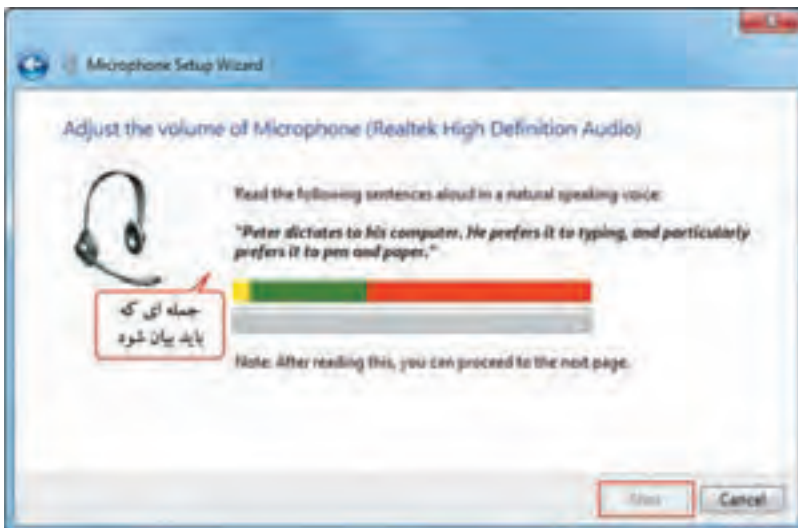 Microphone Setup Wizard
Adjust the volume of Microphone (Realtek High Definition Audio)
Read the following sentences aloud in a natural speaking voice:
"Peter dictates to his computer. He prefers it to typing, and particularly
prefers it to pen and paper."
جمله ای که
باید بیان شود
Note: After reading this, you can proceed to the next page.
Next
Cancel